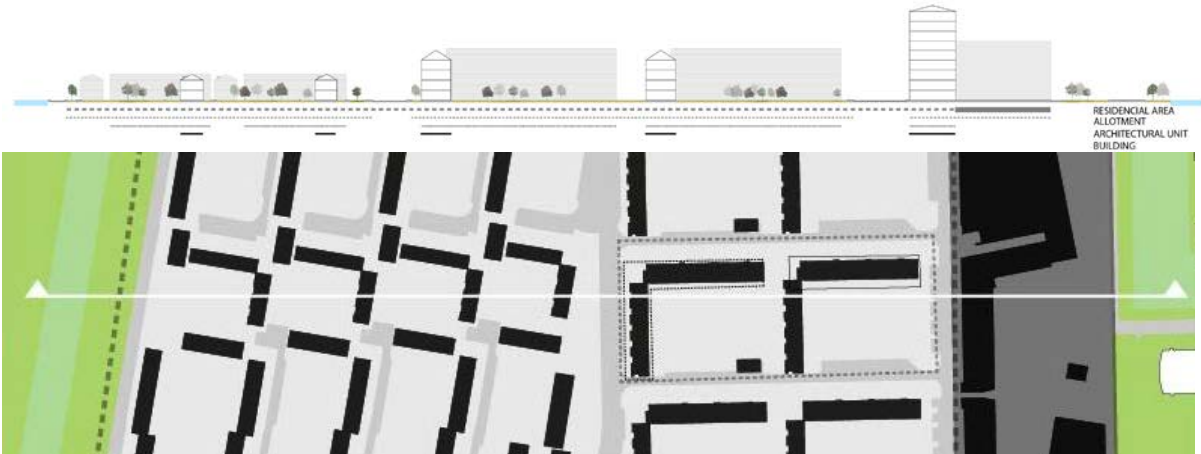 RESIDENCIAL AREA
ALLOTMENT
ARCHITECTURAL UNIT
BUILDING